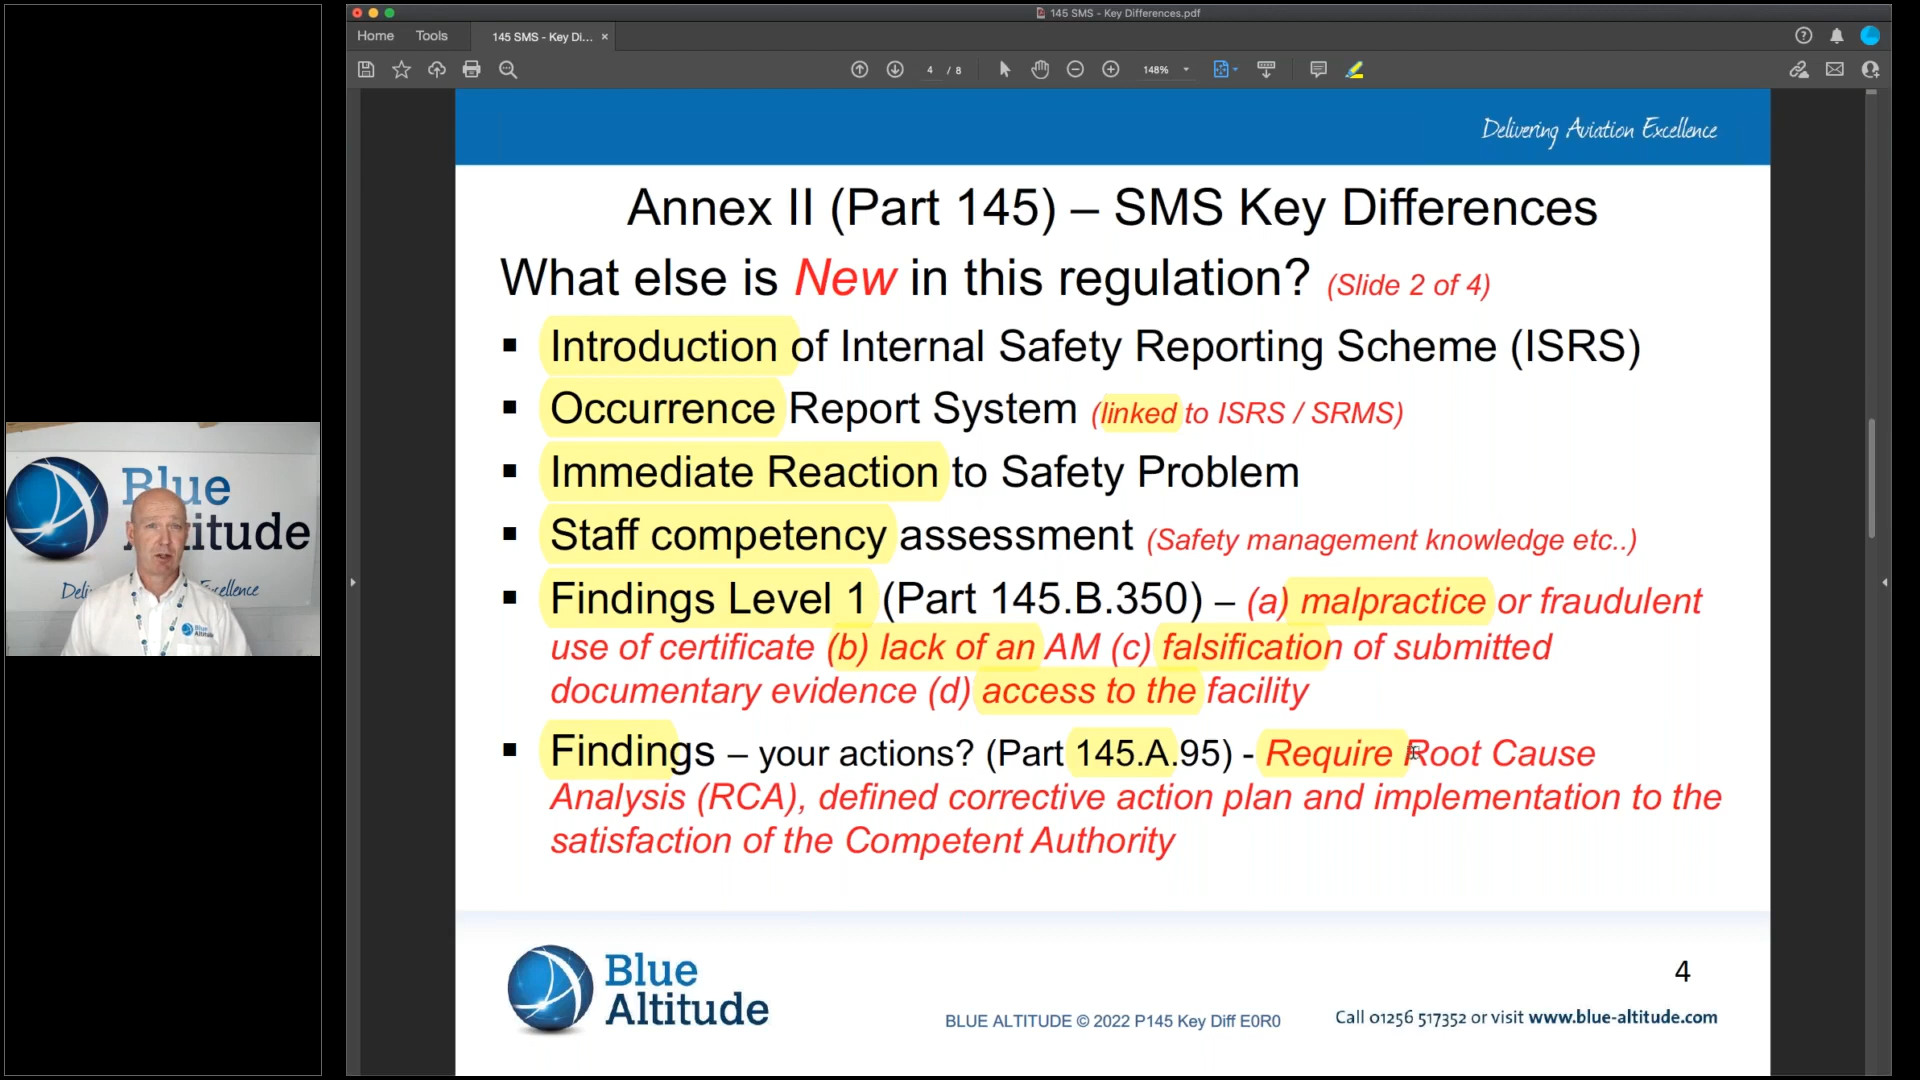 145 SMS - Key Differences.pdf
Home Tools 145 SMS - Key Di... ×
4 / 8 148%
Delivering Aviation Excellence
Annex II (Part 145) – SMS Key Differences
What else is New in this regulation? (Slide 2 of 4)
▪ Introduction of Internal Safety Reporting Scheme (ISRS)
▪ Occurrence Report System (linked to ISRS / SRMS)
▪ Immediate Reaction to Safety Problem
▪ Staff competency assessment (Safety management knowledge etc..)
▪ Findings Level 1 (Part 145.B.350) – (a) malpractice or fraudulent
use of certificate (b) lack of an AM (c) falsification of submitted
documentary evidence (d) access to the facility
▪ Findings – your actions? (Part 145.A.95) - Require Root Cause
Analysis (RCA), defined corrective action plan and implementation to the
satisfaction of the Competent Authority
Blue
Altitude
4
BLUE ALTITUDE © 2022 P145 Key Diff E0R0
Call 01256 517352 or visit www.blue-altitude.com
Blue